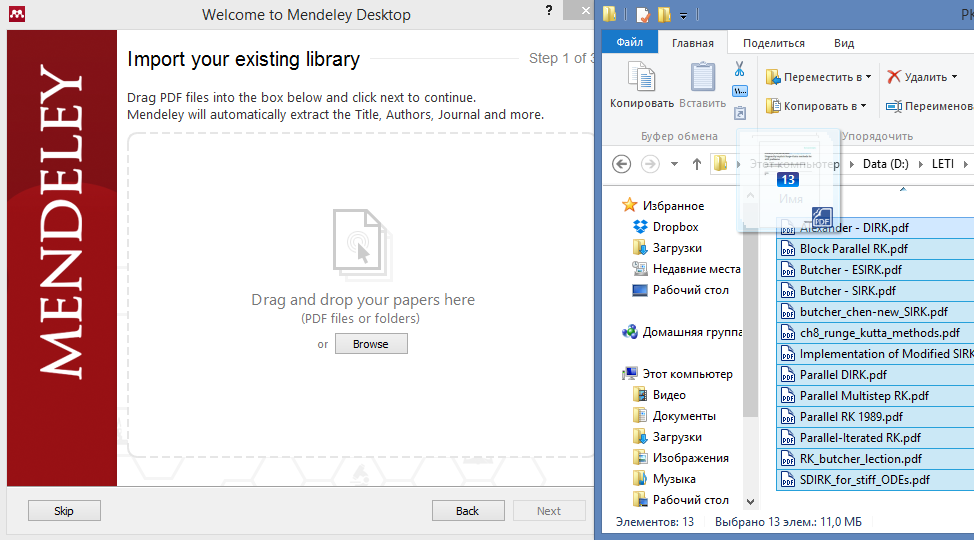 Welcome to Mendeley Desktop
?
MENDELEY
Import your existing library
Step 1 of 3
Drag PDF files into the box below and click next to continue.
Mendeley will automatically extract the Title, Authors, Journal and more.
Drag and drop your papers here
(PDF files or folders)
or
Browse
Skip
Back
Next
Файл
Главная
Поделиться
Вид
Копировать
Вставить
Переместить в
Копировать в
Удалить
Переименов
Буфер обмена
Упорядочить
Этот компьютер
Data (D:)
LETI
13
Имя
PDF
Избранное
Dropbox
Загрузки
Недавние места
Рабочий стол
Домашняя группа
Этот компьютер
Видео
Документы
Загрузки
Изображения
Музыка
Рабочий стол
Alexander - DIRK.pdf
Block Parallel RK.pdf
Butcher - ESIRK.pdf
Butcher - SIRK.pdf
butcher_chen-new_SIRK.pdf
ch8_runge_kutta_methods.pdf
Implementation of Modified SIRK
Parallel DIRK.pdf
Parallel Multistep RK.pdf
Parallel RK 1989.pdf
Parallel-Iterated RK.pdf
RK_butcher_lection.pdf
SDIRK_for_stiff_ODEs.pdf
Элементов: 13
Выбрано 13 элем.: 11,0 МБ